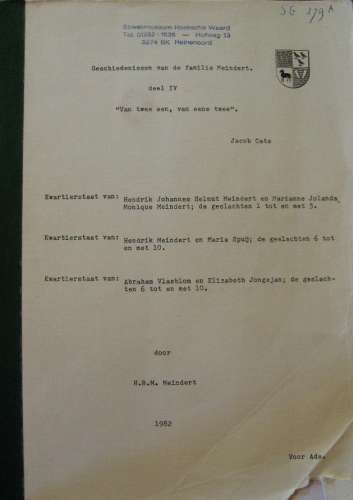 SG 379A
Streekmuseum Hoeksche Waard
Tel. 01862 - 1535 — Hofweg 13
3274 BK Heinenoord
Geschiedenissen van de familie Meindert.
deel IV
"Van twee een, van eene twee".
Jacob Cats
Kwartierstaat van: Hendrik Johannes Helmut Meindert en Marianne Jolanda
Monique Meindert; de geslachten 1 tot en met 5.
Kwartierstaat van: Hendrik Meindert en Maria Spuij; de geslachten 6 tot
en met 10.
Kwartierstaat van: Abraham Vlasblom en Elizabeth Jongejan; de geslach-
ten 6 tot en met 10.
door
H.R.M. Meindert
1982
Voor Ada.